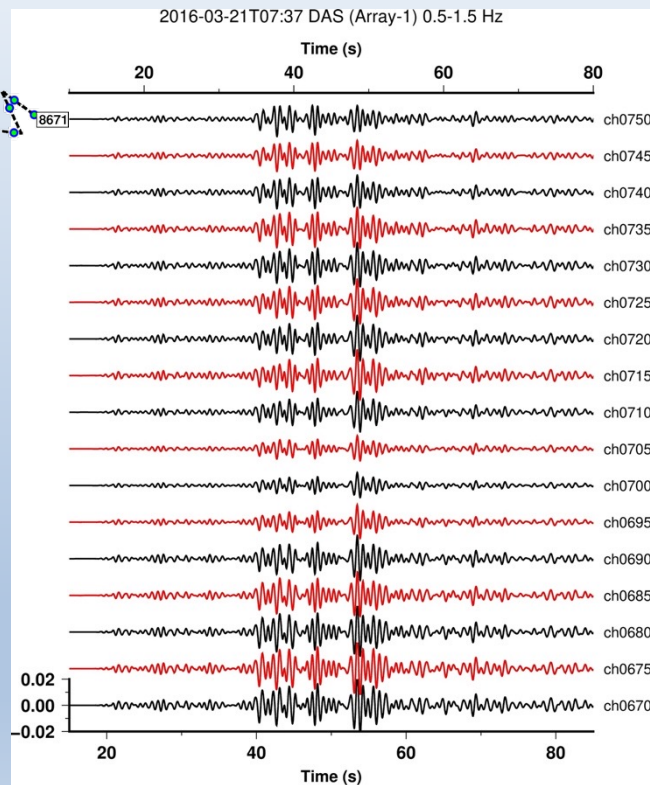 2016-03-21T07:37 DAS (Array-1) 0.5-1.5 Hz
Time (s)
20 40 60 80
8671
ch0750
ch0745
ch0740
ch0735
ch0730
ch0725
ch0720
ch0715
ch0710
ch0705
ch0700
ch0695
ch0690
ch0685
ch0680
ch0675
0.02
0.00 ch0670
−0.02
20 40 60 80
Time (s)